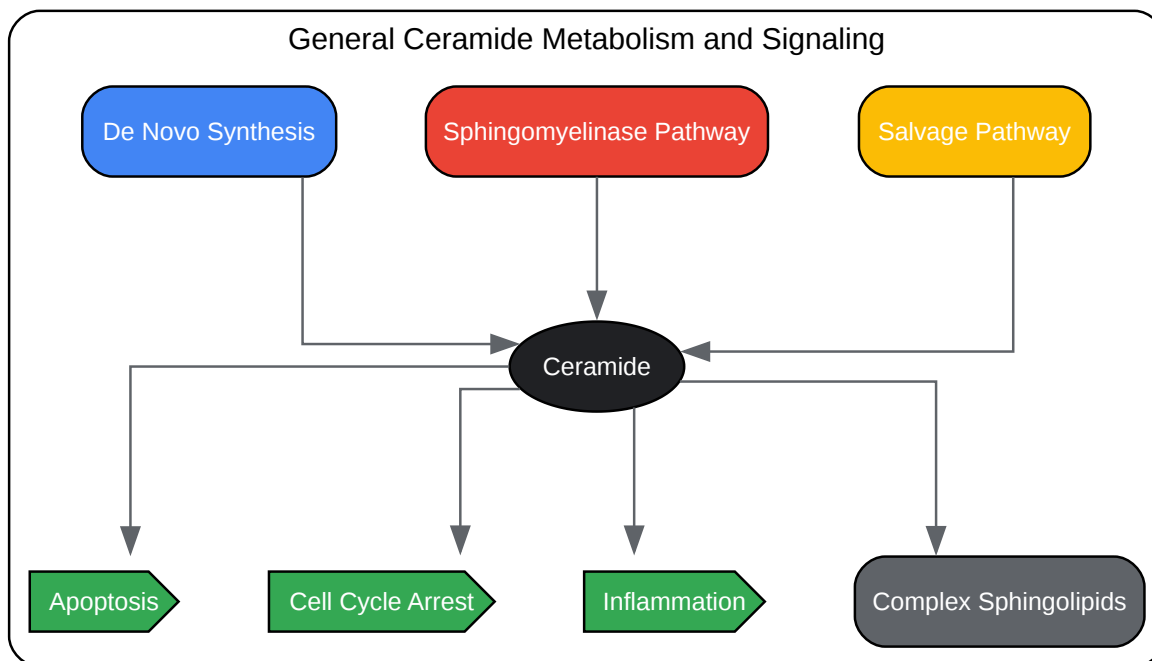 General Ceramide Metabolism and Signaling
De Novo Synthesis
Sphingomyelinase Pathway
Salvage Pathway
Ceramide
Apoptosis
Cell Cycle Arrest
Inflammation
Complex Sphingolipids